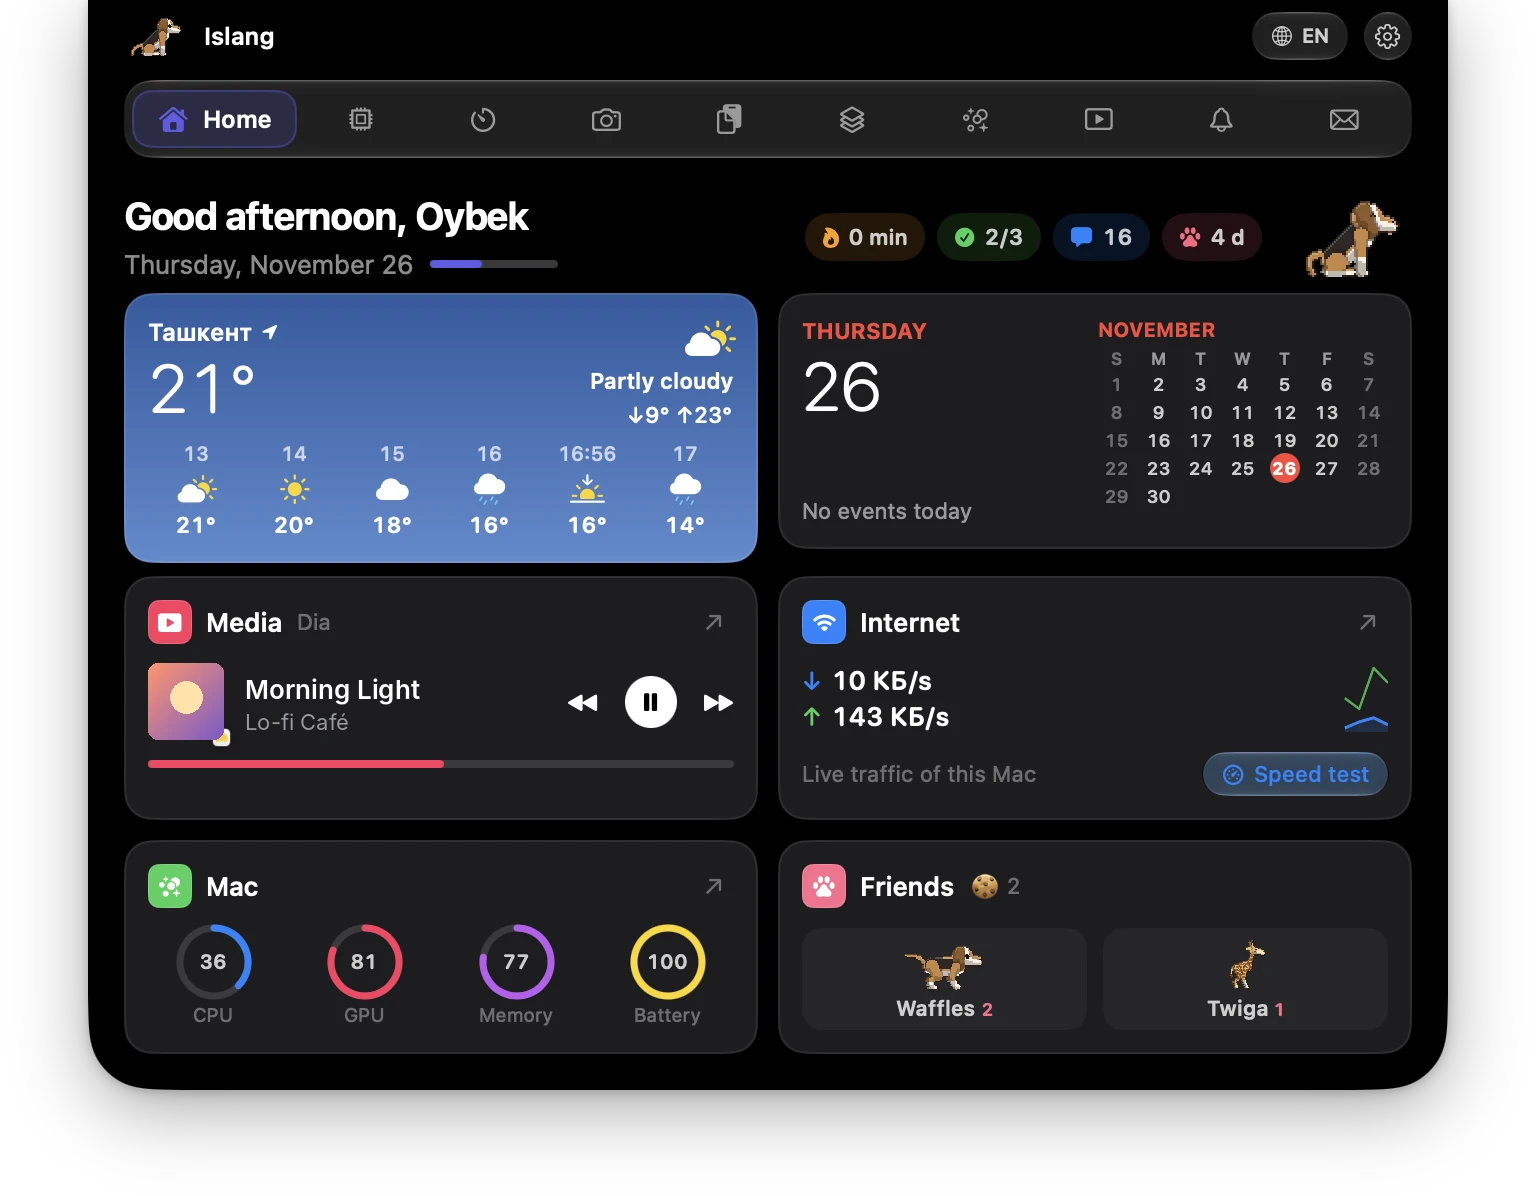 Islang
EN
Home
Good afternoon, Oybek
Thursday, November 26
0 min
2/3
16
4 d
Ташкент
21°
Partly cloudy
↓9° ↑23°
13 14 15 16 16:56 17
21° 20° 18° 16° 16° 14°
THURSDAY
26
No events today
NOVEMBER
S M T W T F S
1 2 3 4 5 6 7
8 9 10 11 12 13 14
15 16 17 18 19 20 21
22 23 24 25 26 27 28
29 30
Media Dia
Morning Light
Lo-fi Café
Internet
↓ 10 КБ/s
↑ 143 КБ/s
Live traffic of this Mac
Speed test
Mac
36 81 77 100
CPU GPU Memory Battery
Friends 2
Waffles 2
Twiga 1